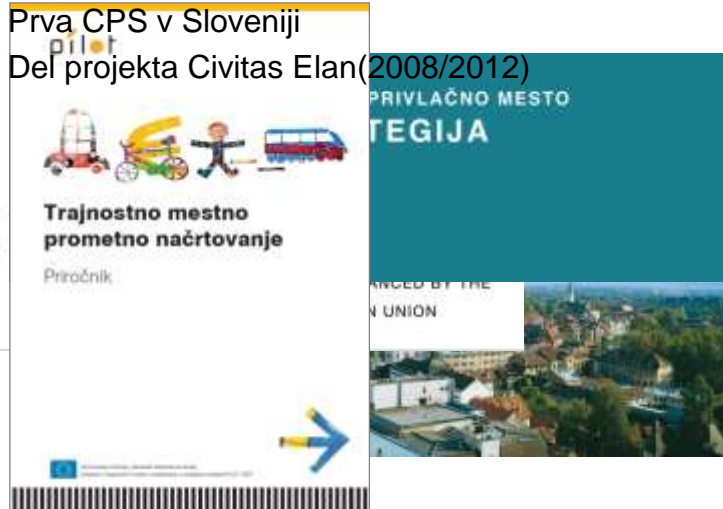 Prva CPS v Sloveniji
pilot
Del projekta Civitas Elan(2008/2012)
PRIVLAČNO MESTO
TEGIJA
Trajnostno mestno
prometno načrtovanje
Priročnik
ANCED BY THE
N UNION